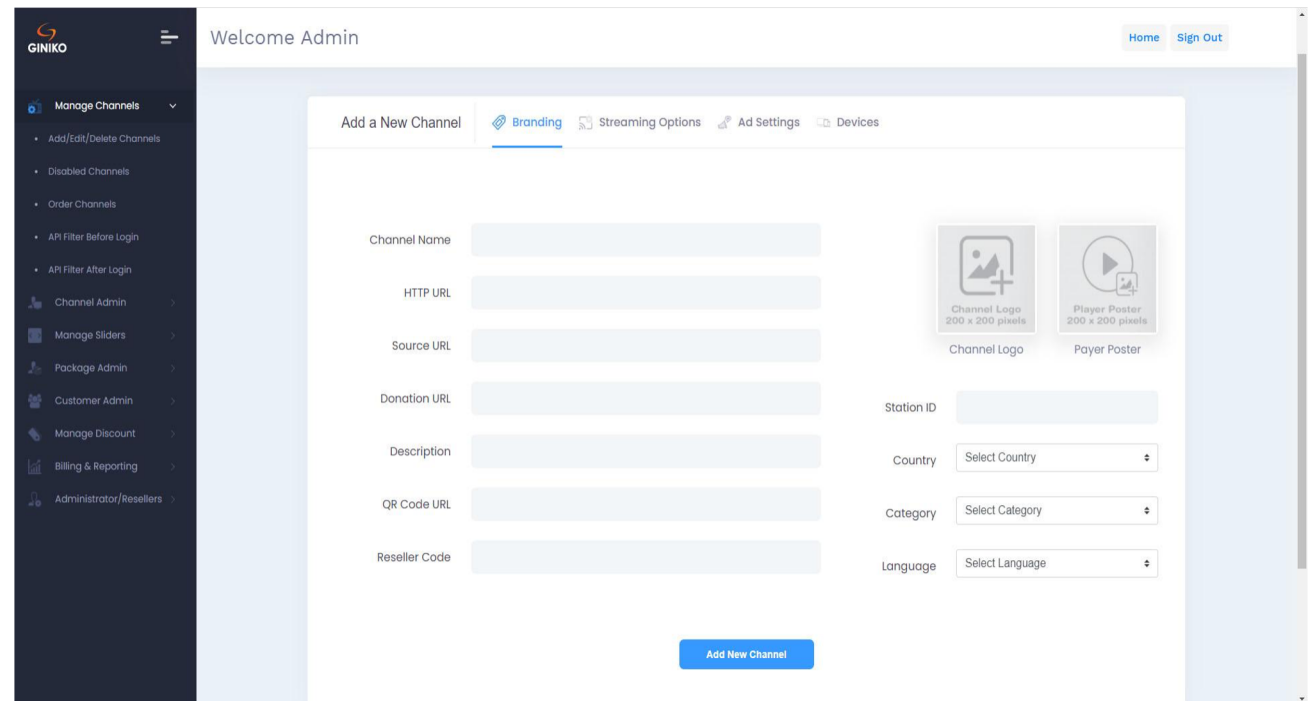 GINIKO
Welcome Admin
Home Sign Out
Manage Channels
Add/Edit/Delete Channels
Disabled Channels
Order Channels
API Filter Before Login
API Filter After Login
Channel Admin
Manage Sliders
Package Admin
Customer Admin
Manage Discount
Billing & Reporting
Administrator/Resellers
Add a New Channel Branding Streaming Options Ad Settings Devices
Channel Name
HTTP URL
Source URL
Donation URL
Description
QR Code URL
Reseller Code
Channel Logo
200 x 200 pixels
Player Poster
200 x 200 pixels
Channel Logo Payer Poster
Station ID
Country Select Country
Category Select Category
Language Select Language
Add New Channel